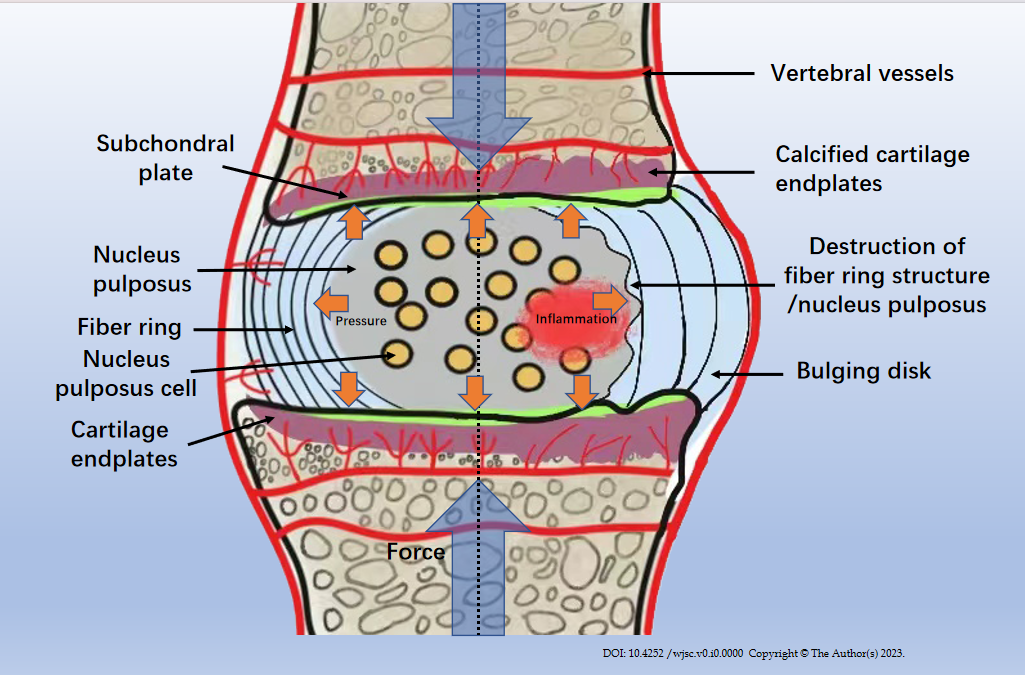 Vertebral vessels
Subchondral
plate
Calcified cartilage
endplates
Nucleus
pulposus
Destruction of
fiber ring structure
/nucleus pulposus
Pressure
Inflammation
Fiber ring
Nucleus
pulposus cell
Bulging disk
Cartilage
endplates
Force
DOI: 10.4252 /wjsc.v0.i0.0000 Copyright © The Author(s) 2023.